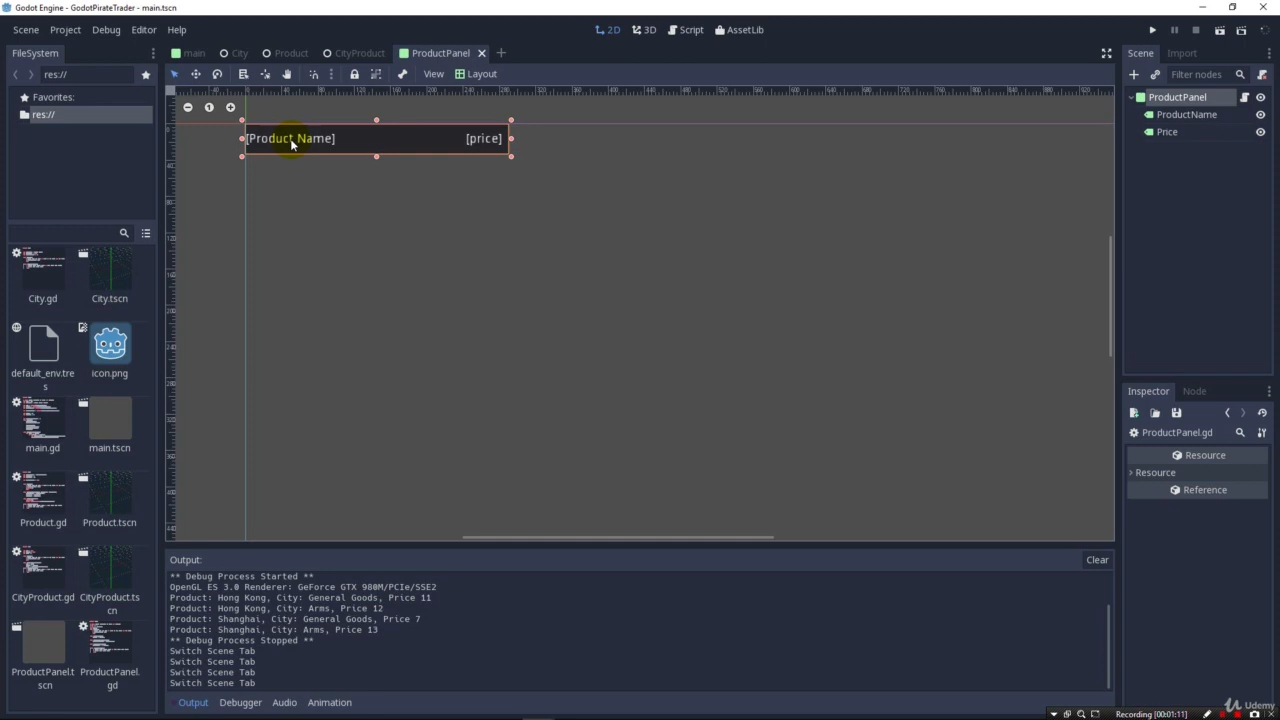 Godot Engine - GodotPirateTrader - main.tscn
Scene Project Debug Editor Help
2D 3D Script AssetLib
FileSystem
main City Product CityProduct ProductPanel
Scene Import
res://
View Layout
Filter nodes
Favorites:
res://
ProductPanel
ProductName
Price
[Product Name] [price]
City.gd City.tscn
default_env.tre
s
icon.png
main.gd main.tscn
Product.gd Product.tscn
CityProduct.gd CityProduct.ts
cn
ProductPanel.t
scn
ProductPanel.
gd
Inspector Node
ProductPanel.gd
Resource
Resource
Reference
Output: Clear
** Debug Process Started **
OpenGL ES 3.0 Renderer: GeForce GTX 980M/PCIe/SSE2
Product: Hong Kong, City: General Goods, Price 11
Product: Hong Kong, City: Arms, Price 12
Product: Shanghai, City: General Goods, Price 7
Product: Shanghai, City: Arms, Price 13
** Debug Process Stopped **
Switch Scene Tab
Switch Scene Tab
Switch Scene Tab
Switch Scene Tab
Output Debugger Audio Animation
Recording [00:01:11]
Udemy